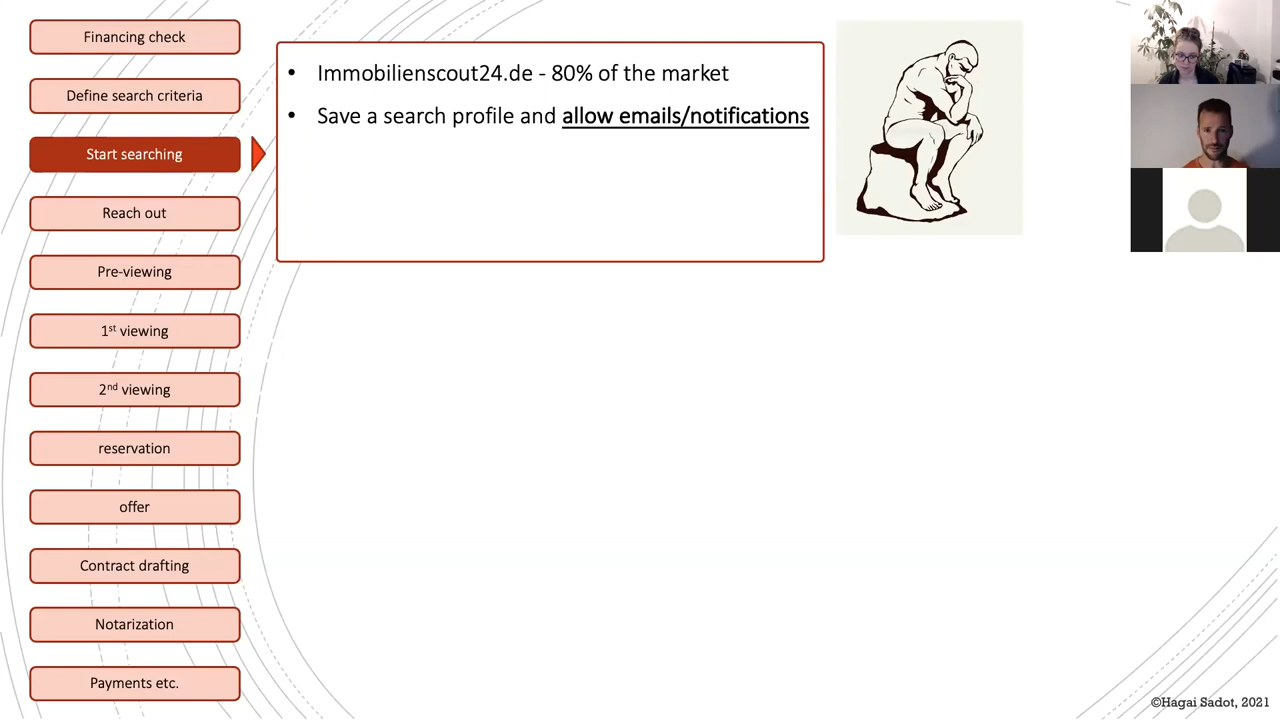 Financing check
Define search criteria
Start searching
Reach out
Pre-viewing
1st viewing
2nd viewing
reservation
offer
Contract drafting
Notarization
Payments etc.
• Immobilienscout24.de - 80% of the market
• Save a search profile and allow emails/notifications
©Hagai Sadot, 2021